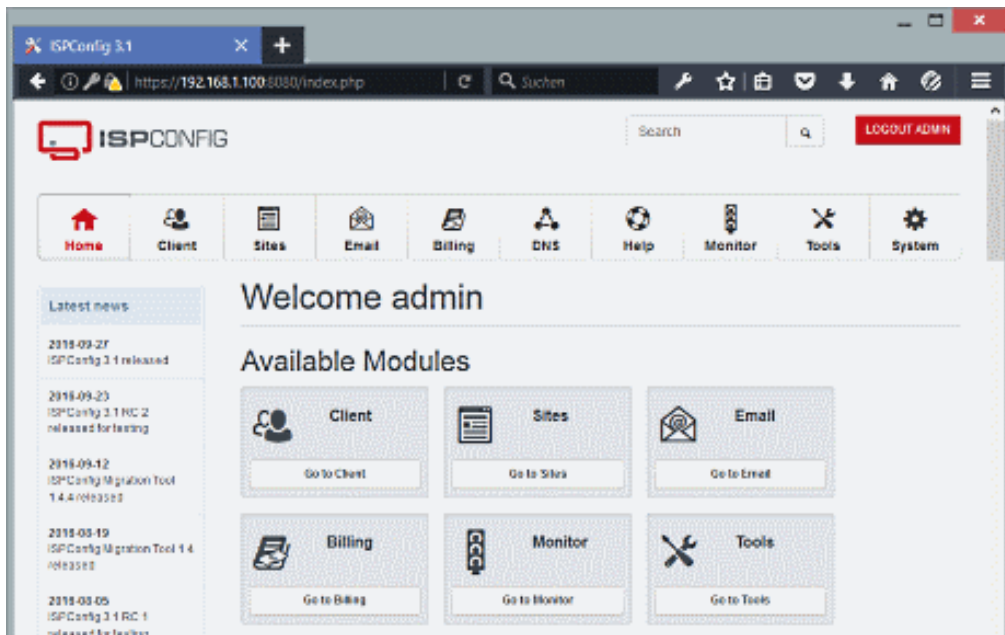 ISPConfig 3.1
https://192.168.1.100:8080/index.php
Suchen
ISPCONFIG
Search
LOGOUT ADMIN
Home Client Sites Email Billing DNS Help Monitor Tools System
Latest news
Welcome admin
2016-09-27
ISPConfig 3.1 released
Available Modules
2016-09-23
ISPConfig 3.1 RC 2
released for testing
Client Sites Email
Go to Client Go to Sites Go to Email
2016-09-12
ISPConfig Migration Tool
1.4.4 released
2016-08-19
ISPConfig Migration Tool 1.4
released
Billing Monitor Tools
Go to Billing Go to Monitor Go to Tools
2016-08-05
ISPConfig 3.1 RC 1
released for testing